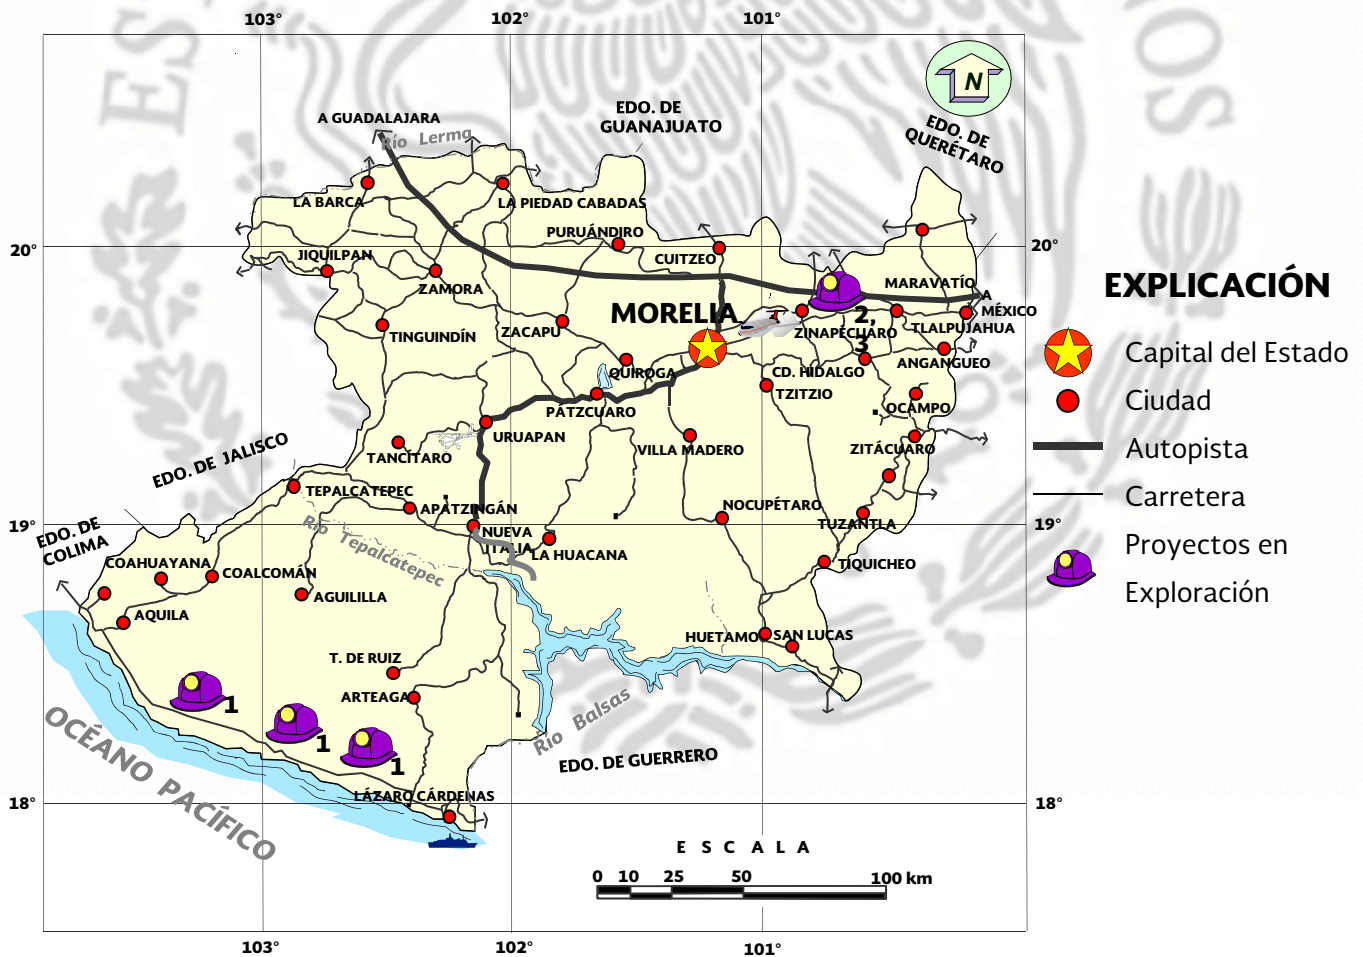 103°
102°
101°
A GUADALAJARA
Río Lerma
EDO. DE
GUANAJUATO
N
EDO. DE
QUERÉTARO
LA BARCA
LA PIEDAD CABADAS
PURUÁNDIRO
20°
20°
JIQUILPAN
CUITZEO
ZAMORA
MARAVATÍO
A
MÉXICO
EXPLICACIÓN
MORELIA
2,
3
TINGUINDÍN
ZACAPU
ZINAPÉCUARO
TLALPUJAHUA
Capital del Estado
ANGANGUEO
QUIROGA
CD. HIDALGO
TZITZIO
Ciudad
PÁTZCUARO
OCAMPO
URUAPAN
EDO. DE JALISCO
TANCÍTARO
VILLA MADERO
ZITÁCUARO
Autopista
TEPALCATEPEC
APATZINGÁN
NOCUPÉTARO
Carretera
19°
TUZANTLA
19°
EDO. DE
COLIMA
Río Tepalcatepec
NUEVA
ITALIA
LA HUACANA
Proyectos en
Exploración
COAHUAYANA
COALCOMÁN
TIQUICHEO
AGUILILLA
AQUILA
HUETAMO
SAN LUCAS
T. DE RUIZ
ARTEAGA
1
1
1
Río Balsas
EDO. DE GUERRERO
OCÉANO PACÍFICO
LÁZARO CÁRDENAS
18°
18°
E S C A L A
0 10 25 50 100 km
103°
102°
101°